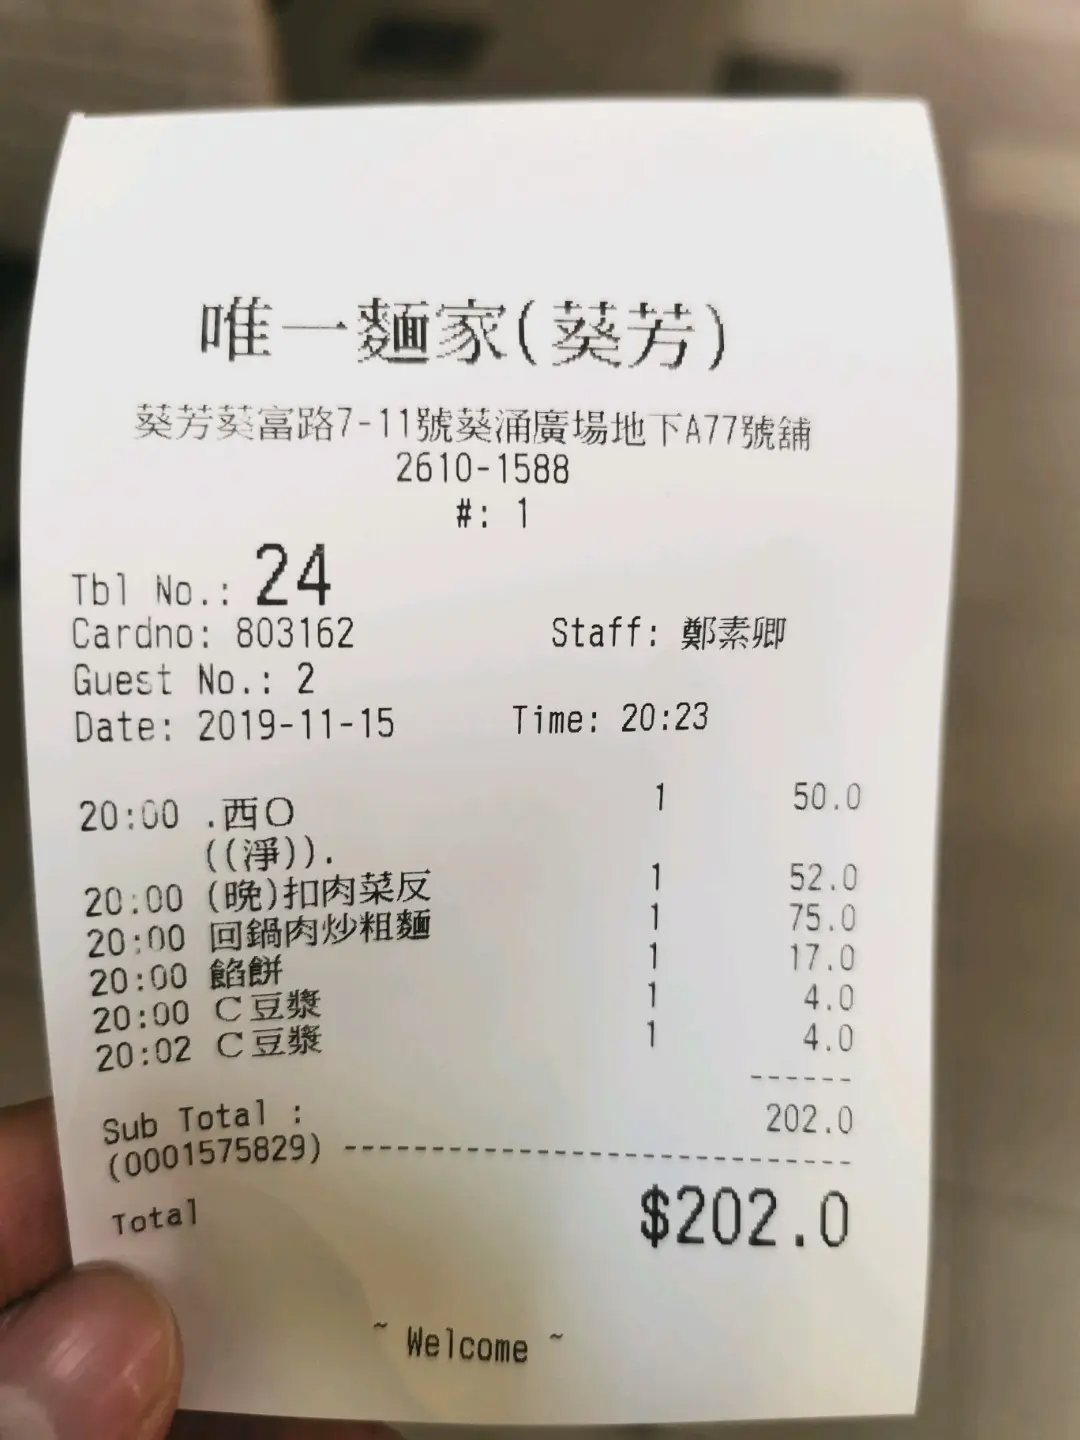 唯一麵家(葵芳)
葵芳葵富路7-11號葵涌廣場地下A77號舖
2610-1588
#: 1
Tbl No.: 24
Cardno: 803162 Staff: 鄭素卿
Guest No.: 2
Date: 2019-11-15 Time: 20:23
20:00 .西〇 1 50.0
((淨)).
20:00 (晚)扣肉菜反 1 52.0
20:00 回鍋肉炒粗麵 1 75.0
20:00 餡餅 1 17.0
20:00 C豆漿 1 4.0
20:02 C豆漿 1 4.0
------
Sub Total : 202.0
(0001575829) -----------------------------
Total $202.0
~ Welcome ~